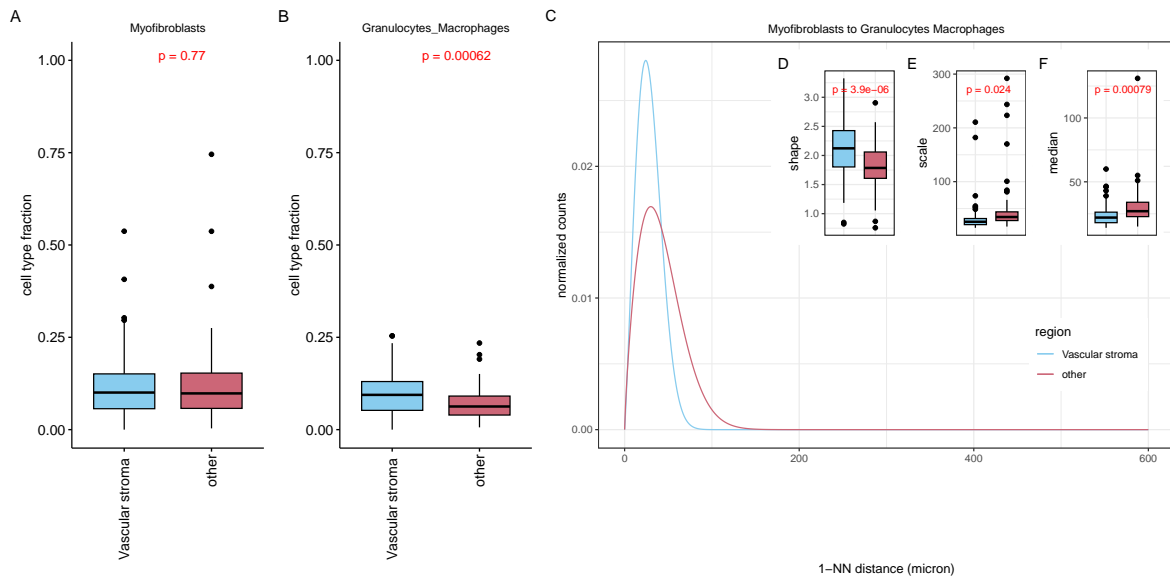 A
Myofibroblasts
p = 0.77
cell type fraction
1.00
0.75
0.50
0.25
0.00
Vascular stroma
other
B
Granulocytes_Macrophages
p = 0.00062
cell type fraction
1.00
0.75
0.50
0.25
0.00
Vascular stroma
other
C
Myofibroblasts to Granulocytes Macrophages
normalized counts
0.02
0.01
0.00
0
200
400
600
1−NN distance (micron)
region
Vascular stroma
other
D
p = 3.9e−06
shape
3.0
2.5
2.0
1.5
1.0
E
p = 0.024
scale
300
200
100
F
p = 0.00079
median
100
50